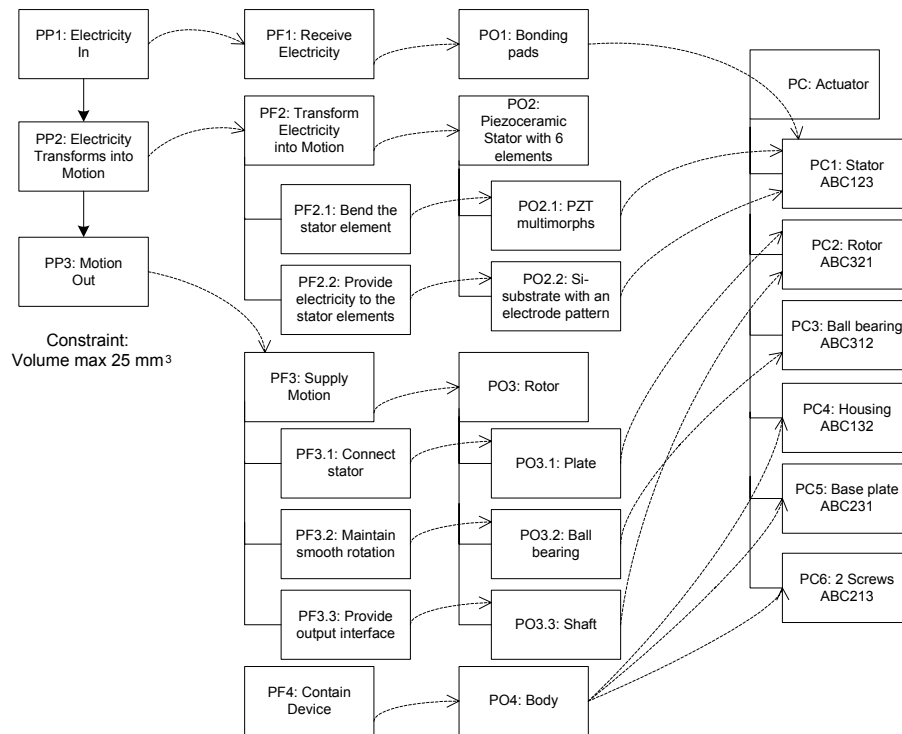 PP1: Electricity
In
PP2: Electricity
Transforms into
Motion
PP3: Motion
Out
Constraint:
Volume max 25 mm³
PF1: Receive
Electricity
PF2: Transform
Electricity
into Motion
PF2.1: Bend the
stator element
PF2.2: Provide
electricity to the
stator elements
PF3: Supply
Motion
PF3.1: Connect
stator
PF3.2: Maintain
smooth rotation
PF3.3: Provide
output interface
PF4: Contain
Device
PO1: Bonding
pads
PO2:
Piezoceramic
Stator with 6
elements
PO2.1: PZT
multimorphs
PO2.2: Si-
substrate with an
electrode pattern
PO3: Rotor
PO3.1: Plate
PO3.2: Ball
bearing
PO3.3: Shaft
PO4: Body
PC: Actuator
PC1: Stator
ABC123
PC2: Rotor
ABC321
PC3: Ball bearing
ABC312
PC4: Housing
ABC132
PC5: Base plate
ABC231
PC6: 2 Screws
ABC213